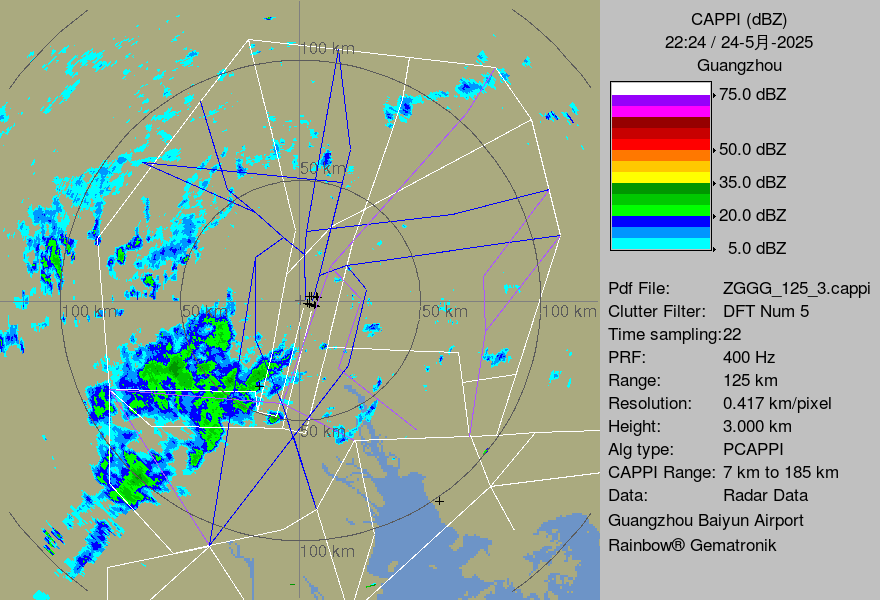 CAPPI (dBZ)
22:24 / 24-5月-2025
Guangzhou
75.0 dBZ
50.0 dBZ
35.0 dBZ
20.0 dBZ
5.0 dBZ
Pdf File: ZGGG_125_3.cappi
Clutter Filter: DFT Num 5
Time sampling:22
PRF: 400 Hz
Range: 125 km
Resolution: 0.417 km/pixel
Height: 3.000 km
Alg type: PCAPPI
CAPPI Range: 7 km to 185 km
Data: Radar Data
Guangzhou Baiyun Airport
Rainbow® Gematronik
100 km
50 km
100 km 50 km 50 km 100 km
50 km
100 km